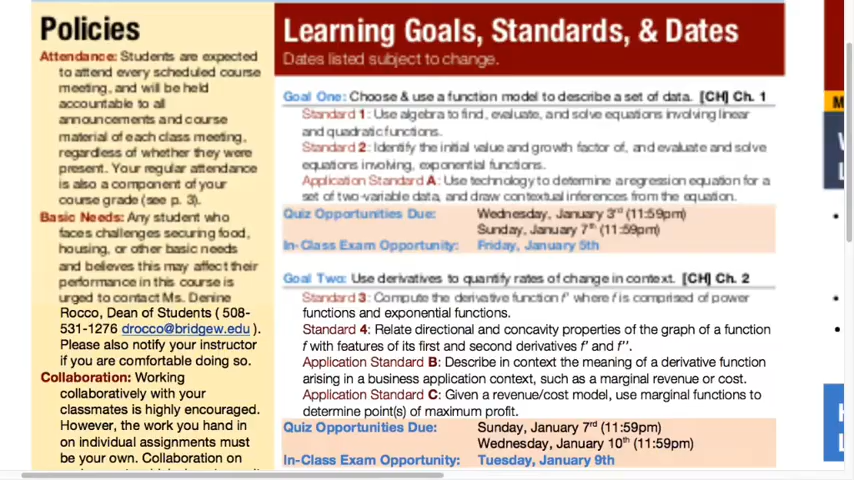 Policies
Attendance: Students are expected
to attend every scheduled course
meeting, and will be held
accountable to all
announcements and course
material of each class meeting,
regardless of whether they were
present. Your regular attendance
is also a component of your
course grade (see p. 3).
Basic Needs: Any student who
faces challenges securing food,
housing, or other basic needs
and believes this may affect their
performance in this course is
urged to contact Ms. Denine
Rocco, Dean of Students ( 508-
531-1276 drocco@bridgew.edu ).
Please also notify your instructor
if you are comfortable doing so.
Collaboration: Working
collaboratively with your
classmates is highly encouraged.
However, the work you hand in
on individual assignments must
be your own. Collaboration on
Learning Goals, Standards, & Dates
Dates listed subject to change.
Goal One: Choose & use a function model to describe a set of data. [CH] Ch. 1
Standard 1: Use algebra to find, evaluate, and solve equations involving linear
and quadratic functions.
Standard 2: Identify the initial value and growth factor of, and evaluate and solve
equations involving, exponential functions.
Application Standard A: Use technology to determine a regression equation for a
set of two-variable data, and draw contextual inferences from the equation.
Quiz Opportunities Due: Wednesday, January 3rd (11:59pm)
Sunday, January 7th (11:59pm)
In-Class Exam Opportunity: Friday, January 5th
Goal Two: Use derivatives to quantify rates of change in context. [CH] Ch. 2
Standard 3: Compute the derivative function f' where f is comprised of power
functions and exponential functions.
Standard 4: Relate directional and concavity properties of the graph of a function
f with features of its first and second derivatives f' and f''.
Application Standard B: Describe in context the meaning of a derivative function
arising in a business application context, such as a marginal revenue or cost.
Application Standard C: Given a revenue/cost model, use marginal functions to
determine point(s) of maximum profit.
Quiz Opportunities Due: Sunday, January 7rd (11:59pm)
Wednesday, January 10th (11:59pm)
In-Class Exam Opportunity: Tuesday, January 9th